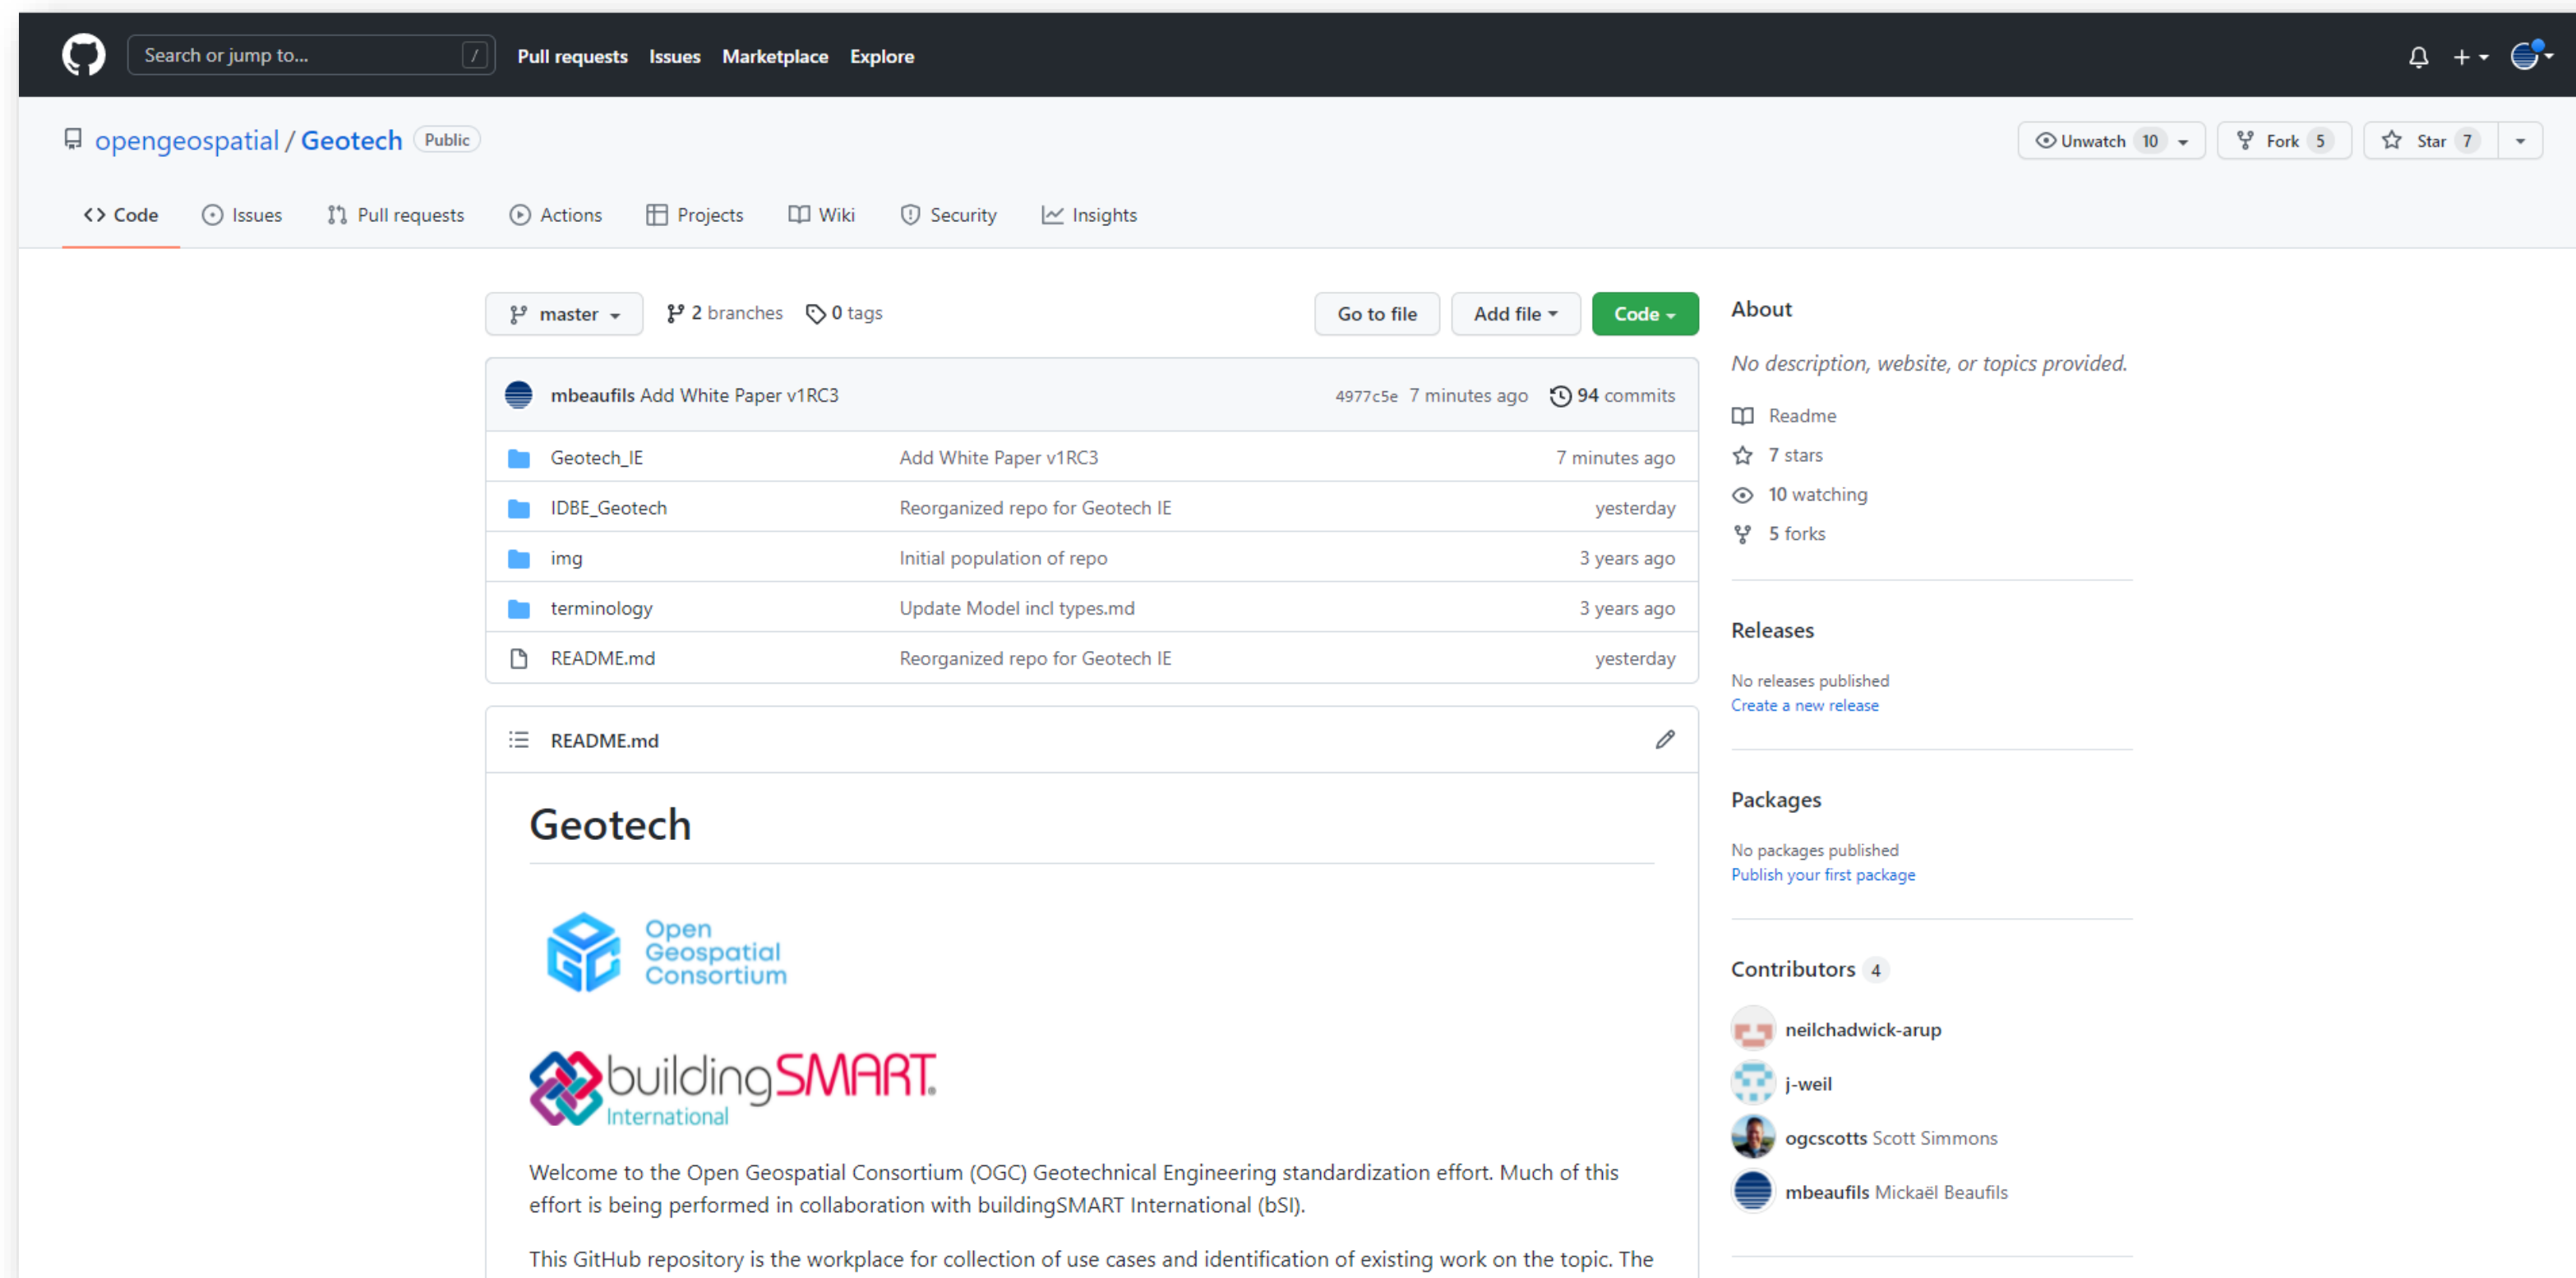 Search or jump to... / Pull requests Issues Marketplace Explore
opengeospatial / Geotech Public Unwatch 10 Fork 5 Star 7
Code Issues Pull requests Actions Projects Wiki Security Insights
master 2 branches 0 tags Go to file Add file Code
mbeaufils Add White Paper v1RC3 4977c5e 7 minutes ago 94 commits
Geotech_IE Add White Paper v1RC3 7 minutes ago
IDBE_Geotech Reorganized repo for Geotech IE yesterday
img Initial population of repo 3 years ago
terminology Update Model incl types.md 3 years ago
README.md Reorganized repo for Geotech IE yesterday
README.md
Geotech
OGC
Open
Geospatial
Consortium
buildingSMART®
International
Welcome to the Open Geospatial Consortium (OGC) Geotechnical Engineering standardization effort. Much of this
effort is being performed in collaboration with buildingSMART International (bSI).
This GitHub repository is the workplace for collection of use cases and identification of existing work on the topic. The
About
No description, website, or topics provided.
Readme
7 stars
10 watching
5 forks
Releases
No releases published
Create a new release
Packages
No packages published
Publish your first package
Contributors 4
neilchadwick-arup
j-weil
ogcscotts Scott Simmons
mbeaufils Mickaël Beaufils